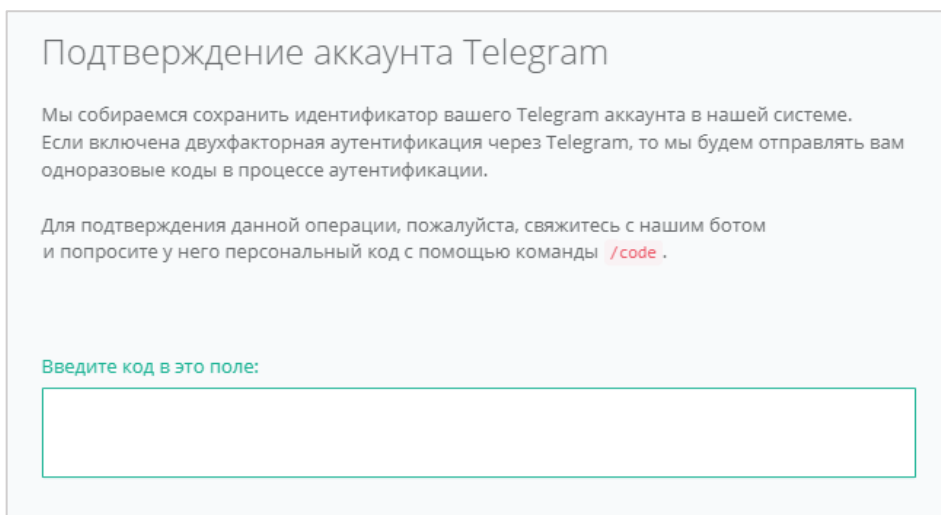 Подтверждение аккаунта Telegram
Мы собираемся сохранить идентификатор вашего Telegram аккаунта в нашей системе.
Если включена двухфакторная аутентификация через Telegram, то мы будем отправлять вам
одноразовые коды в процессе аутентификации.
Для подтверждения данной операции, пожалуйста, свяжитесь с нашим ботом
и попросите у него персональный код с помощью команды /code.
Введите код в это поле: